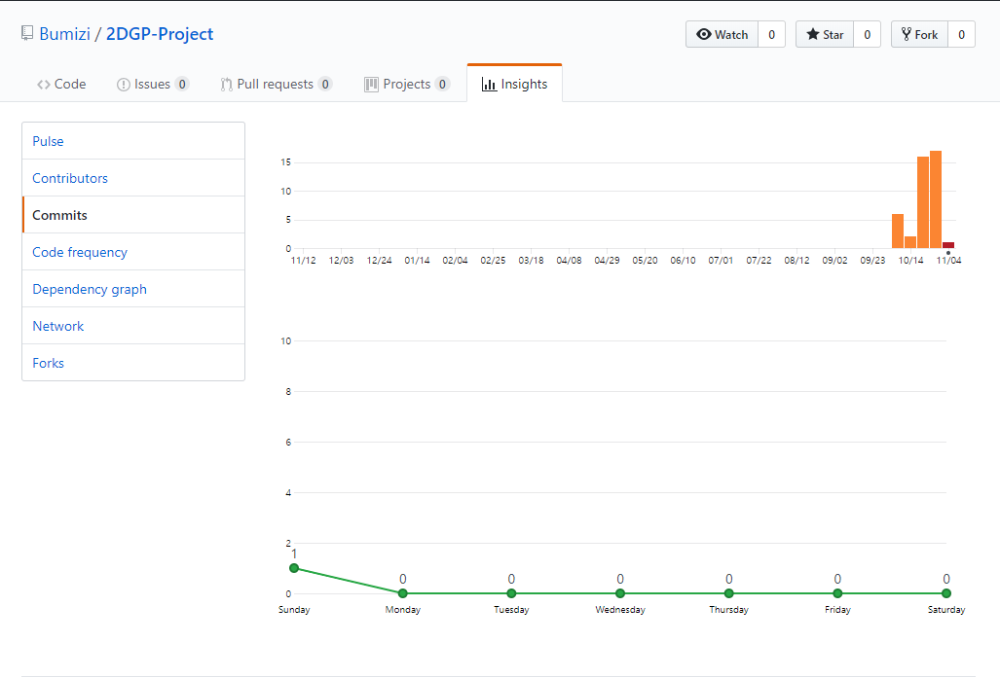 Bumizi / 2DGP-Project
Watch 0 Star 0 Fork 0
Code Issues 0 Pull requests 0 Projects 0 Insights
Pulse
Contributors
Commits
Code frequency
Dependency graph
Network
Forks
15
10
5
0
11/12 12/03 12/24 01/14 02/04 02/25 03/18 04/08 04/29 05/20 06/10 07/01 07/22 08/12 09/02 09/23 10/14 11/04
10
8
6
4
2
0
1 0 0 0 0 0 0
Sunday Monday Tuesday Wednesday Thursday Friday Saturday